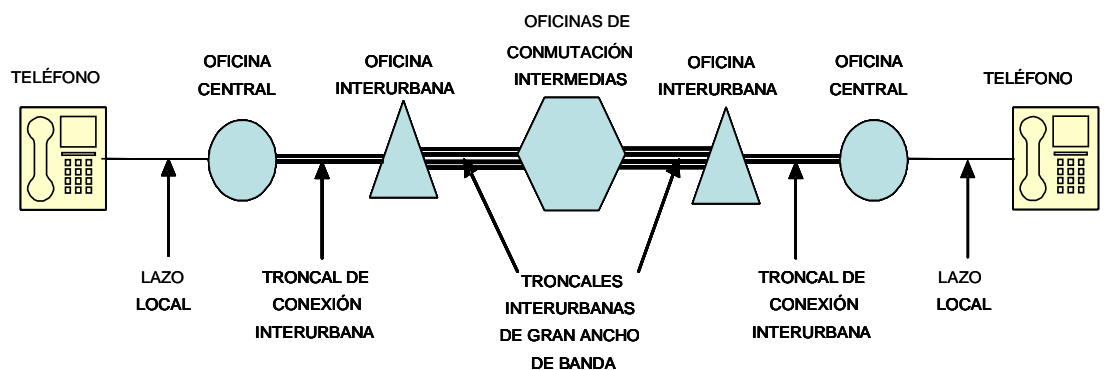 OFICINAS DE
CONMUTACIÓN
INTERMEDIAS
TELÉFONO
OFICINA
CENTRAL
OFICINA
INTERURBANA
OFICINA
INTERURBANA
OFICINA
CENTRAL
TELÉFONO
LAZO
LOCAL
TRONCAL DE
CONEXIÓN
INTERURBANA
TRONCALES
INTERURBANAS
DE GRAN ANCHO
DE BANDA
TRONCAL DE
CONEXIÓN
INTERURBANA
LAZO
LOCAL